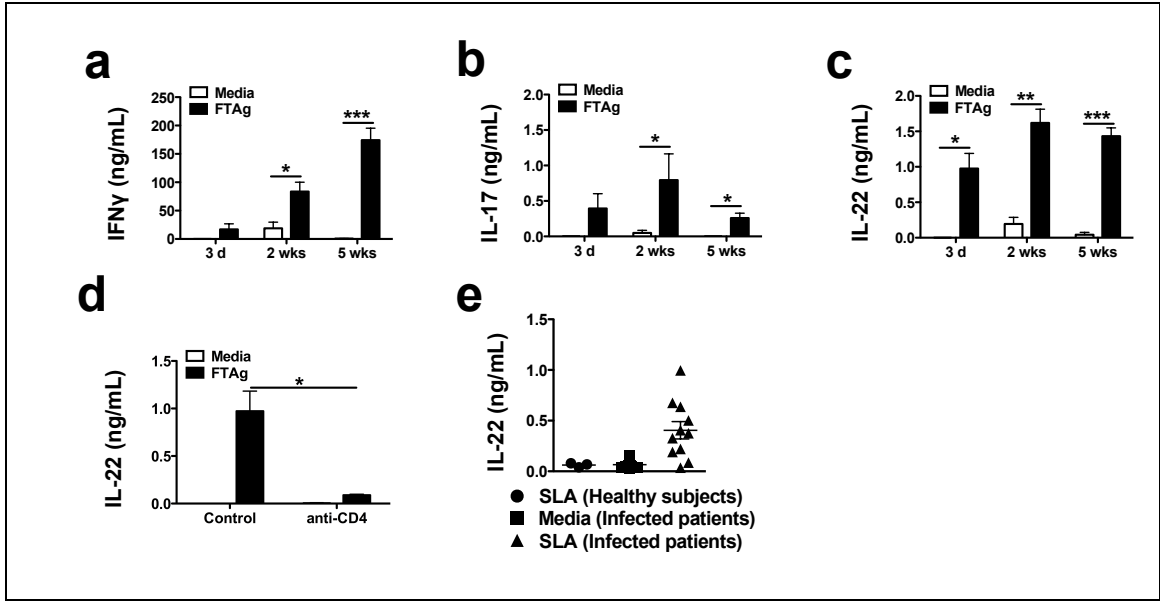 a
IFNγ (ng/mL)
250
200
150
100
50
0
Media
FTAg
*
***
3 d 2 wks 5 wks
b
IL-17 (ng/mL)
2.0
1.5
1.0
0.5
0.0
Media
FTAg
*
*
3 d 2 wks 5 wks
c
IL-22 (ng/mL)
2.0
1.5
1.0
0.5
0.0
Media
FTAg
*
**
***
3 d 2 wks 5 wks
d
IL-22 (ng/mL)
1.5
1.0
0.5
0.0
Media
FTAg
*
Control anti-CD4
e
IL-22 (ng/mL)
1.5
1.0
0.5
0.0
SLA (Healthy subjects)
Media (Infected patients)
SLA (Infected patients)